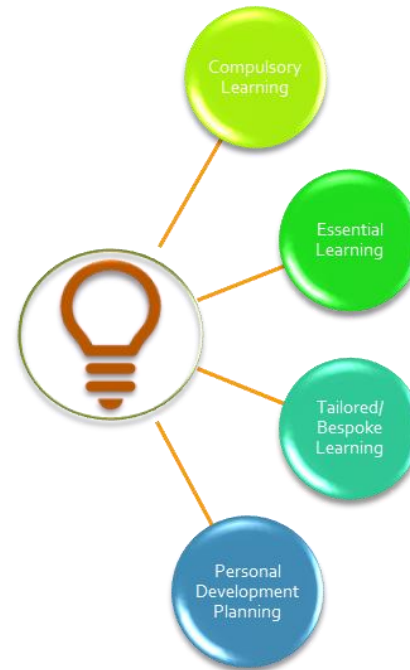 Compulsory
Learning
Essential
Learning
Tailored/
Bespoke
Learning
Personal
Development
Planning